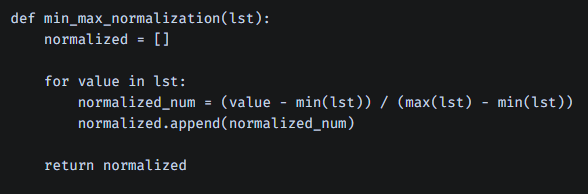 def min_max_normalization(lst):
    normalized = []

    for value in lst:
        normalized_num = (value - min(lst)) / (max(lst) - min(lst))
        normalized.append(normalized_num)

    return normalized